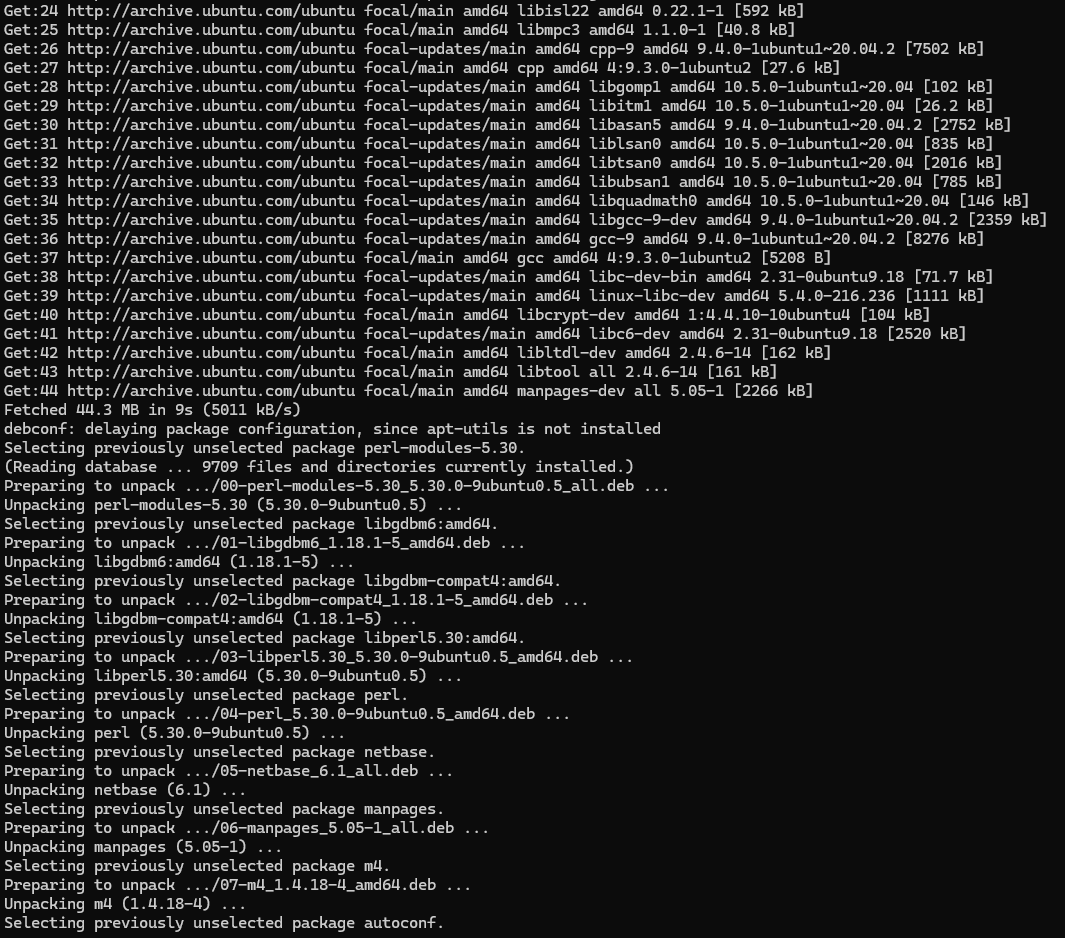 Get:24 http://archive.ubuntu.com/ubuntu focal/main amd64 libisl22 amd64 0.22.1-1 [592 kB]
Get:25 http://archive.ubuntu.com/ubuntu focal/main amd64 libmpc3 amd64 1.1.0-1 [40.8 kB]
Get:26 http://archive.ubuntu.com/ubuntu focal-updates/main amd64 cpp-9 amd64 9.4.0-1ubuntu1~20.04.2 [7502 kB]
Get:27 http://archive.ubuntu.com/ubuntu focal/main amd64 cpp amd64 4:9.3.0-1ubuntu2 [27.6 kB]
Get:28 http://archive.ubuntu.com/ubuntu focal-updates/main amd64 libgomp1 amd64 10.5.0-1ubuntu1~20.04 [102 kB]
Get:29 http://archive.ubuntu.com/ubuntu focal-updates/main amd64 libitm1 amd64 10.5.0-1ubuntu1~20.04 [26.2 kB]
Get:30 http://archive.ubuntu.com/ubuntu focal-updates/main amd64 libasan5 amd64 9.4.0-1ubuntu1~20.04.2 [2752 kB]
Get:31 http://archive.ubuntu.com/ubuntu focal-updates/main amd64 liblsan0 amd64 10.5.0-1ubuntu1~20.04 [835 kB]
Get:32 http://archive.ubuntu.com/ubuntu focal-updates/main amd64 libtsan0 amd64 10.5.0-1ubuntu1~20.04 [2016 kB]
Get:33 http://archive.ubuntu.com/ubuntu focal-updates/main amd64 libubsan1 amd64 10.5.0-1ubuntu1~20.04 [785 kB]
Get:34 http://archive.ubuntu.com/ubuntu focal-updates/main amd64 libquadmath0 amd64 10.5.0-1ubuntu1~20.04 [146 kB]
Get:35 http://archive.ubuntu.com/ubuntu focal-updates/main amd64 libgcc-9-dev amd64 9.4.0-1ubuntu1~20.04.2 [2359 kB]
Get:36 http://archive.ubuntu.com/ubuntu focal-updates/main amd64 gcc-9 amd64 9.4.0-1ubuntu1~20.04.2 [8276 kB]
Get:37 http://archive.ubuntu.com/ubuntu focal/main amd64 gcc amd64 4:9.3.0-1ubuntu2 [5208 B]
Get:38 http://archive.ubuntu.com/ubuntu focal-updates/main amd64 libc-dev-bin amd64 2.31-0ubuntu9.18 [71.7 kB]
Get:39 http://archive.ubuntu.com/ubuntu focal-updates/main amd64 linux-libc-dev amd64 5.4.0-216.236 [1111 kB]
Get:40 http://archive.ubuntu.com/ubuntu focal/main amd64 libcrypt-dev amd64 1:4.4.10-10ubuntu4 [104 kB]
Get:41 http://archive.ubuntu.com/ubuntu focal-updates/main amd64 libc6-dev amd64 2.31-0ubuntu9.18 [2520 kB]
Get:42 http://archive.ubuntu.com/ubuntu focal/main amd64 libltdl-dev amd64 2.4.6-14 [162 kB]
Get:43 http://archive.ubuntu.com/ubuntu focal/main amd64 libtool all 2.4.6-14 [161 kB]
Get:44 http://archive.ubuntu.com/ubuntu focal/main amd64 manpages-dev all 5.05-1 [2266 kB]
Fetched 44.3 MB in 9s (5011 kB/s)
debconf: delaying package configuration, since apt-utils is not installed
Selecting previously unselected package perl-modules-5.30.
(Reading database ... 9709 files and directories currently installed.)
Preparing to unpack .../00-perl-modules-5.30_5.30.0-9ubuntu0.5_all.deb ...
Unpacking perl-modules-5.30 (5.30.0-9ubuntu0.5) ...
Selecting previously unselected package libgdbm6:amd64.
Preparing to unpack .../01-libgdbm6_1.18.1-5_amd64.deb ...
Unpacking libgdbm6:amd64 (1.18.1-5) ...
Selecting previously unselected package libgdbm-compat4:amd64.
Preparing to unpack .../02-libgdbm-compat4_1.18.1-5_amd64.deb ...
Unpacking libgdbm-compat4:amd64 (1.18.1-5) ...
Selecting previously unselected package libperl5.30:amd64.
Preparing to unpack .../03-libperl5.30_5.30.0-9ubuntu0.5_amd64.deb ...
Unpacking libperl5.30:amd64 (5.30.0-9ubuntu0.5) ...
Selecting previously unselected package perl.
Preparing to unpack .../04-perl_5.30.0-9ubuntu0.5_amd64.deb ...
Unpacking perl (5.30.0-9ubuntu0.5) ...
Selecting previously unselected package netbase.
Preparing to unpack .../05-netbase_6.1_all.deb ...
Unpacking netbase (6.1) ...
Selecting previously unselected package manpages.
Preparing to unpack .../06-manpages_5.05-1_all.deb ...
Unpacking manpages (5.05-1) ...
Selecting previously unselected package m4.
Preparing to unpack .../07-m4_1.4.18-4_amd64.deb ...
Unpacking m4 (1.4.18-4) ...
Selecting previously unselected package autoconf.